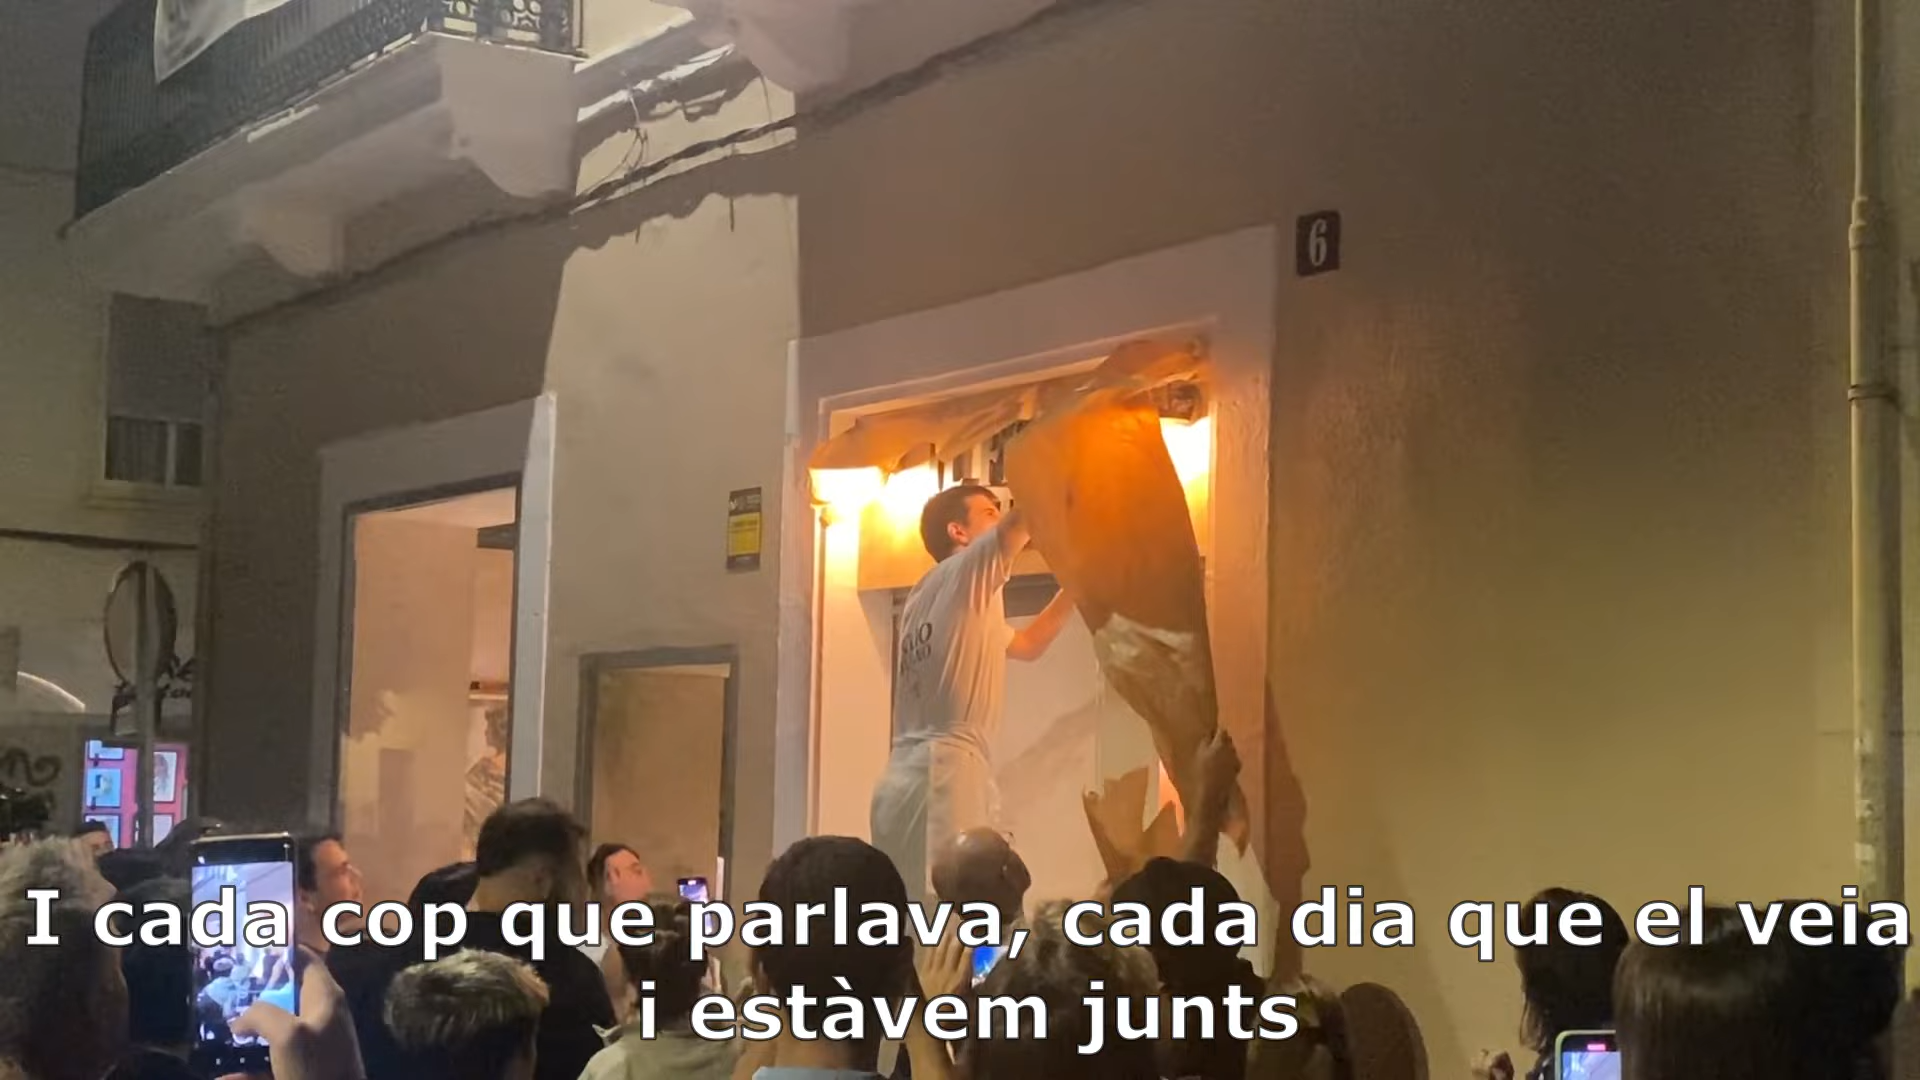 6
I cada cop que parlava, cada dia que el veia
i estàvem junts